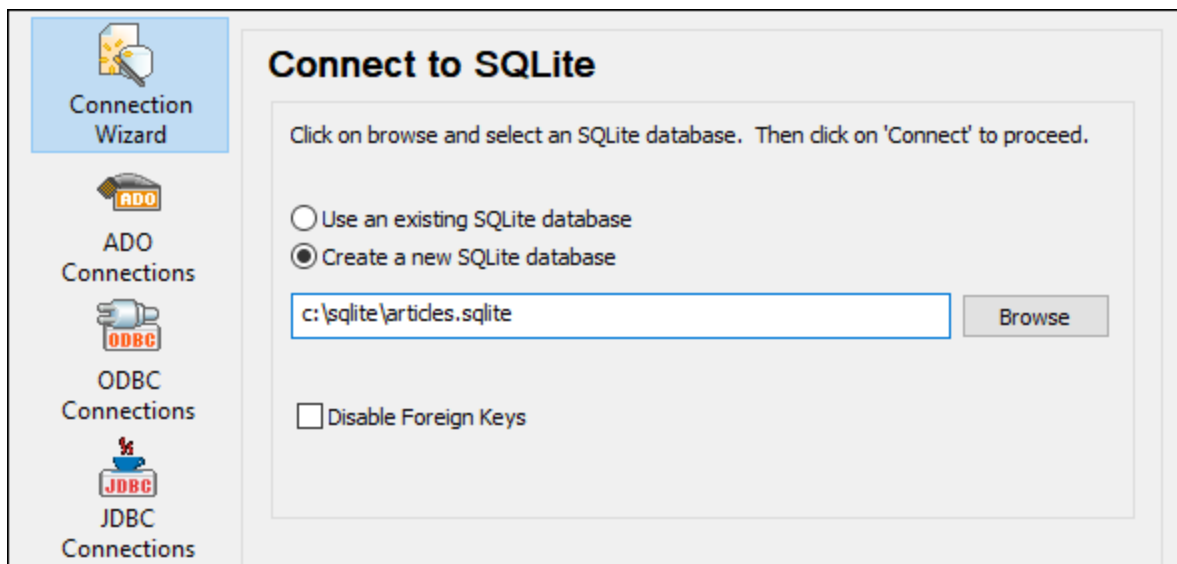 Connection
Wizard
ADO
ADO
Connections
ODBC
ODBC
Connections
JDBC
JDBC
Connections
Connect to SQLite
Click on browse and select an SQLite database.  Then click on 'Connect' to proceed.
Use an existing SQLite database
Create a new SQLite database
c:\sqlite\articles.sqlite
Browse
Disable Foreign Keys